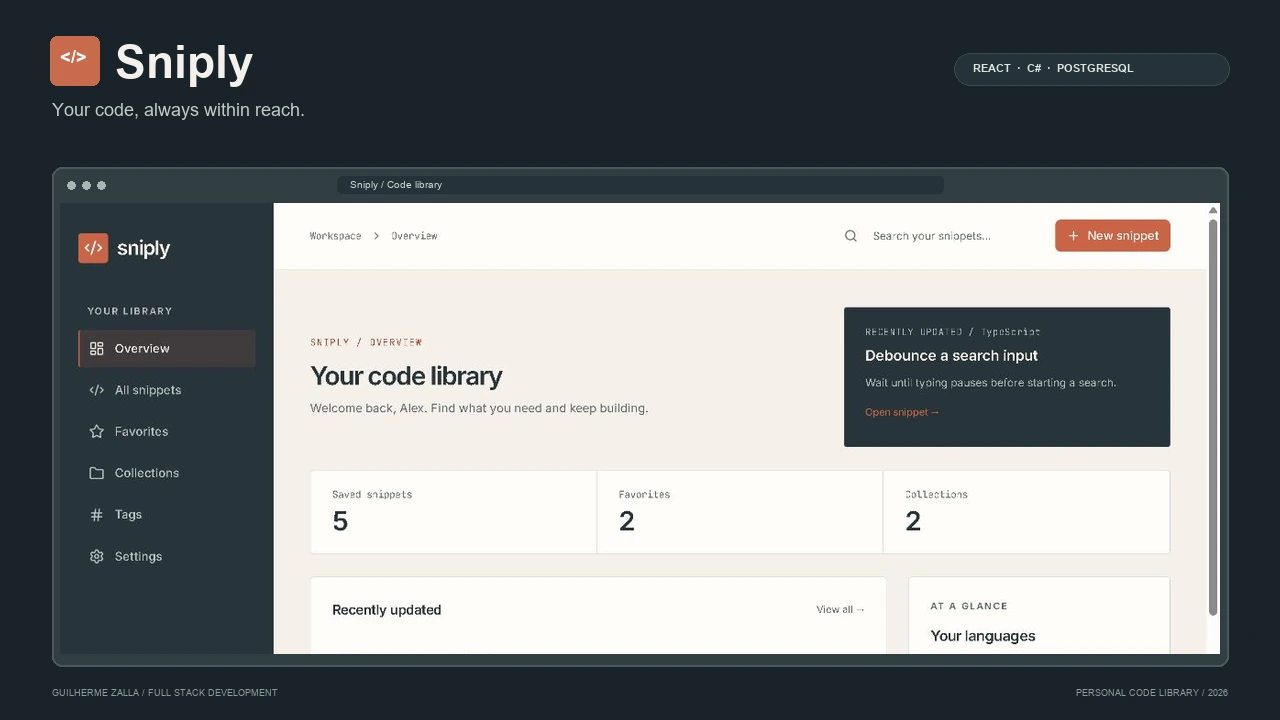 </> Sniply
REACT · C# · POSTGRESQL
Your code, always within reach.
Sniply / Code library
</> sniply
YOUR LIBRARY
Overview
</> All snippets
Favorites
Collections
# Tags
Settings
Workspace > Overview
Search your snippets...
+ New snippet
SNIPLY / OVERVIEW
Your code library
Welcome back, Alex. Find what you need and keep building.
RECENTLY UPDATED / TypeScript
Debounce a search input
Wait until typing pauses before starting a search.
Open snippet →
Saved snippets
5
Favorites
2
Collections
2
Recently updated
View all →
AT A GLANCE
Your languages
GUILHERME ZALLA / FULL STACK DEVELOPMENT
PERSONAL CODE LIBRARY / 2026